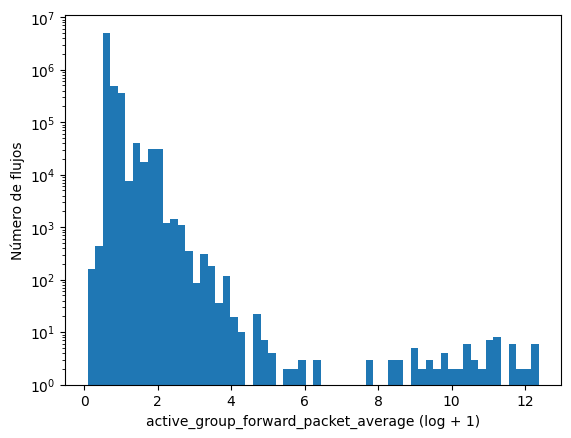 10⁷
10⁶
10⁵
10⁴
10³
10²
10¹
10⁰
Número de flujos
0 2 4 6 8 10 12
active_group_forward_packet_average (log + 1)